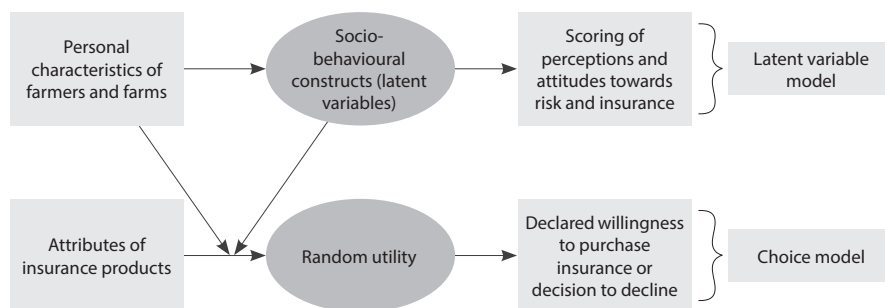 Personal
characteristics of
farmers and farms
Socio-
behavioural
constructs (latent
variables)
Scoring of
perceptions and
attitudes towards
risk and insurance
Latent variable
model
Attributes of
insurance products
Random utility
Declared willingness
to purchase
insurance or
decision to decline
Choice model